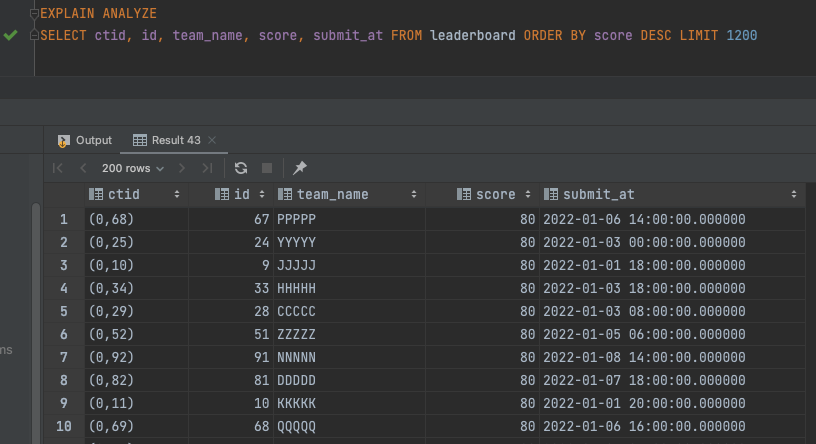 EXPLAIN ANALYZE
SELECT ctid, id, team_name, score, submit_at FROM leaderboard ORDER BY score DESC LIMIT 1200
Output Result 43
200 rows
ctid id team_name score submit_at
1 (0,68) 67 PPPPP 80 2022-01-06 14:00:00.000000
2 (0,25) 24 YYYYY 80 2022-01-03 00:00:00.000000
3 (0,10) 9 JJJJJ 80 2022-01-01 18:00:00.000000
4 (0,34) 33 HHHHH 80 2022-01-03 18:00:00.000000
5 (0,29) 28 CCCCC 80 2022-01-03 08:00:00.000000
6 (0,52) 51 ZZZZZ 80 2022-01-05 06:00:00.000000
ms
7 (0,92) 91 NNNNN 80 2022-01-08 14:00:00.000000
8 (0,82) 81 DDDDD 80 2022-01-07 18:00:00.000000
9 (0,11) 10 KKKKK 80 2022-01-01 20:00:00.000000
10 (0,69) 68 QQQQQ 80 2022-01-06 16:00:00.000000